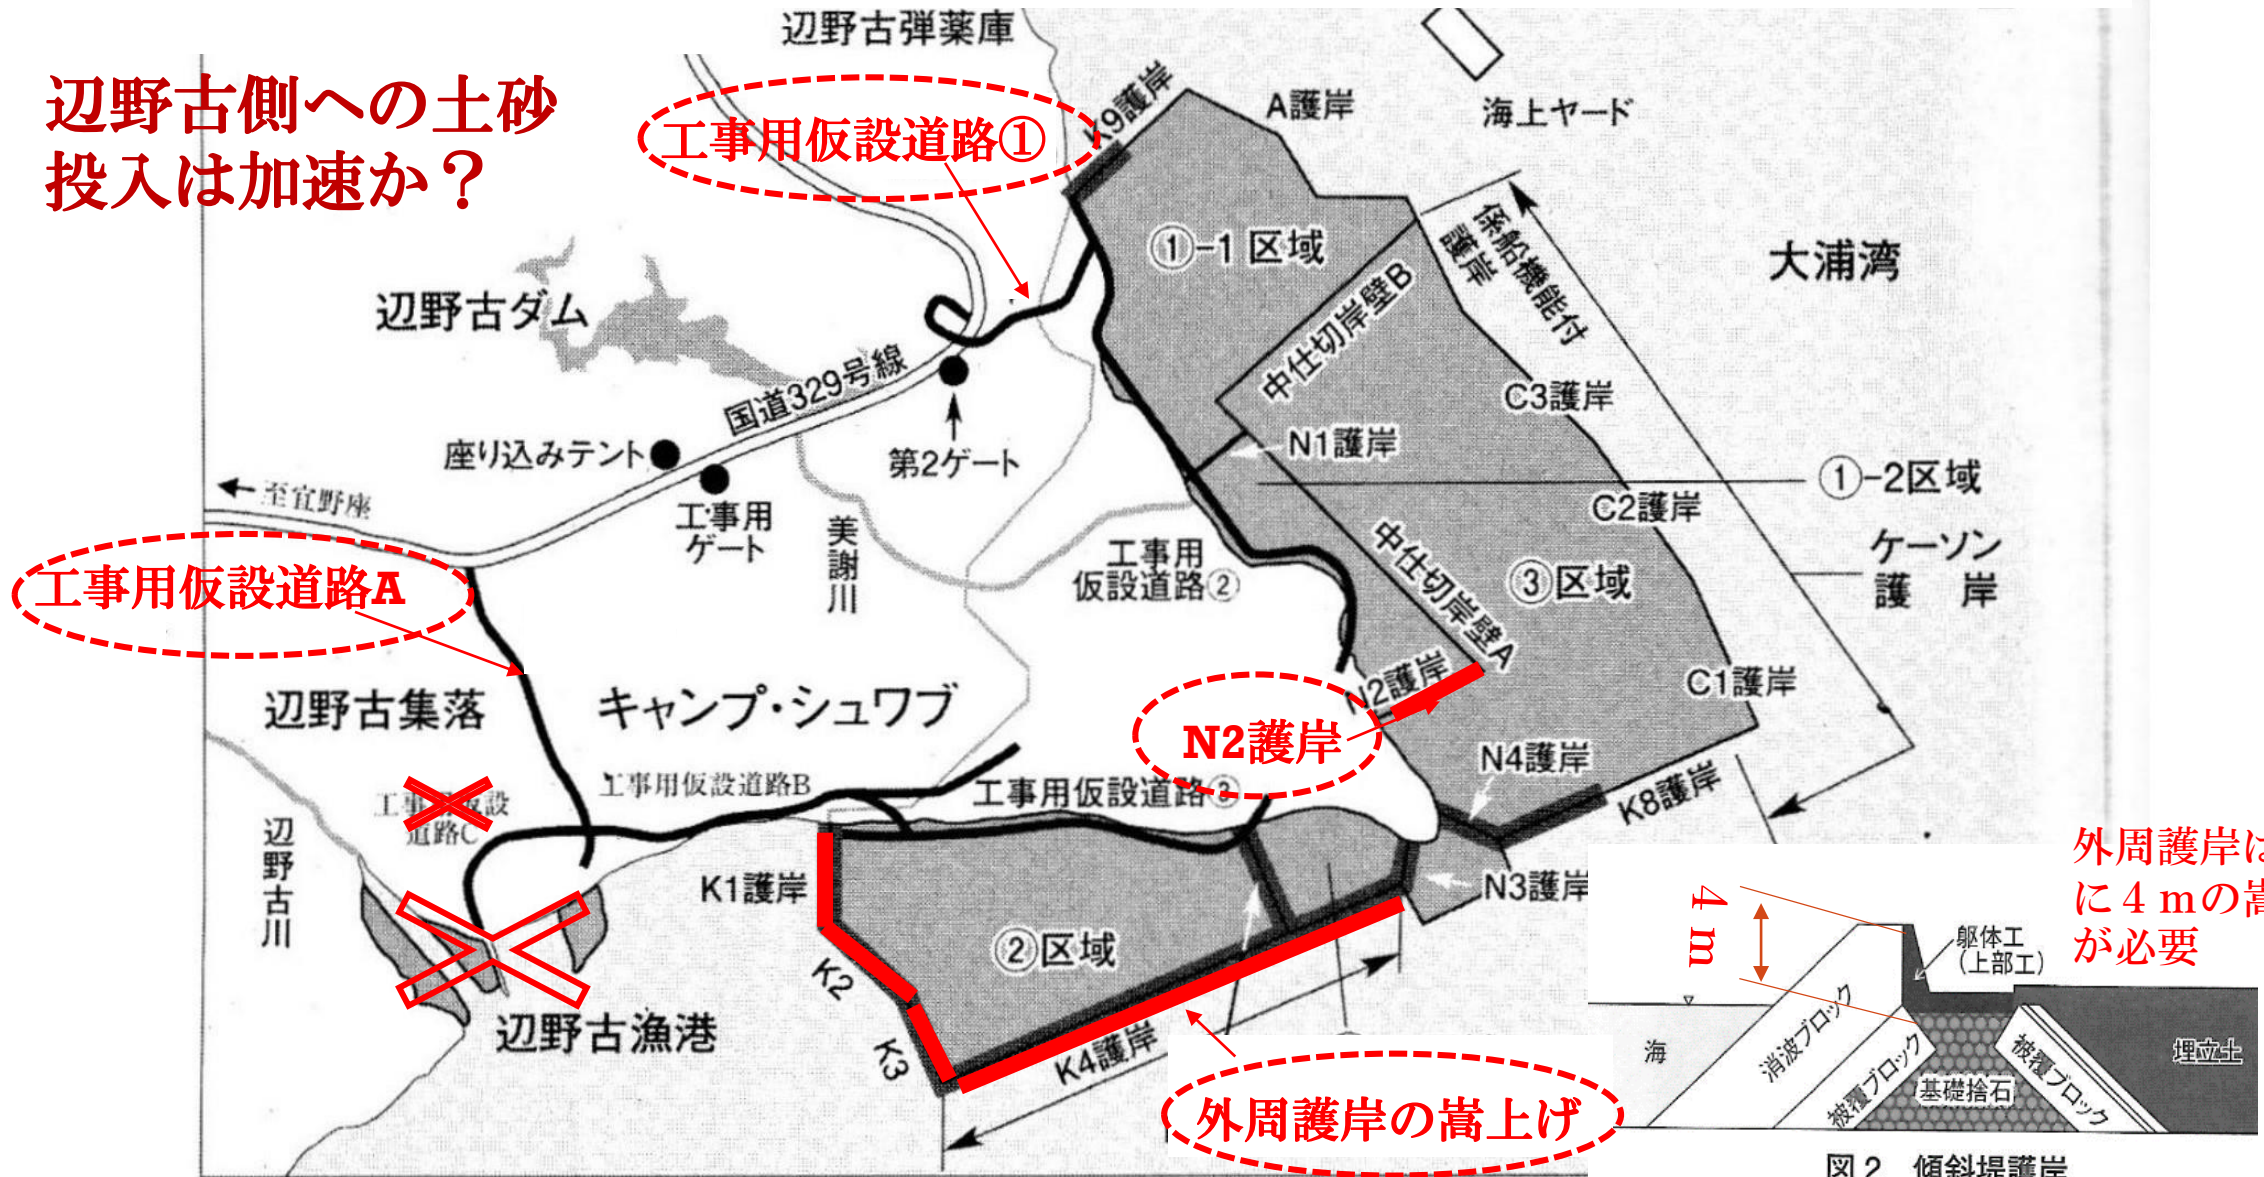 辺野古弾薬庫
辺野古側への土砂
投入は加速か?
工事用仮設道路①
K9護岸
A護岸
海上ヤード
①-1 区域
係船機能付
護岸
大浦湾
辺野古ダム
中仕切岸壁B
国道329号線
C3護岸
座り込みテント
第2ゲート
N1護岸
①-2区域
至宜野座
工事用
ゲート
美謝川
C2護岸
工事用
仮設道路②
中仕切岸壁A
③区域
ケーソン
護 岸
工事用仮設道路A
辺野古集落
キャンプ・シュワブ
N2護岸
N2護岸
C1護岸
N4護岸
K8護岸
工事用仮設道路B
工事用仮設道路③
工事用仮設
道路C
辺野古川
K1護岸
N3護岸
②区域
K2
K3
K4護岸
辺野古漁港
外周護岸の嵩上げ
外周護岸は
に4mの嵩
が必要
4m
躯体工
(上部工)
海
消波ブロック
被覆ブロック
基礎捨石
被覆ブロック
埋立土
図2 傾斜堤護岸